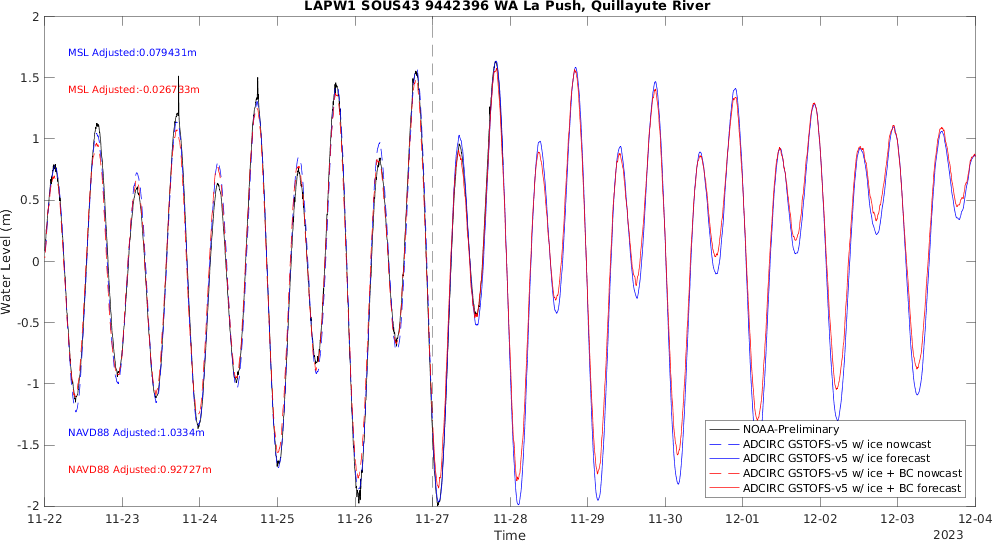 LAPW1 SOUS43 9442396 WA La Push, Quillayute River
2
1.5
1
0.5
0
-0.5
-1
-1.5
-2
Water Level (m)
MSL Adjusted:0.079431m
MSL Adjusted:-0.026733m
NAVD88 Adjusted:1.0334m
NAVD88 Adjusted:0.92727m
NOAA-Preliminary
ADCIRC GSTOFS-v5 w/ ice nowcast
ADCIRC GSTOFS-v5 w/ ice forecast
ADCIRC GSTOFS-v5 w/ ice + BC nowcast
ADCIRC GSTOFS-v5 w/ ice + BC forecast
11-22 11-23 11-24 11-25 11-26 11-27 11-28 11-29 11-30 12-01 12-02 12-03 12-04
Time
2023